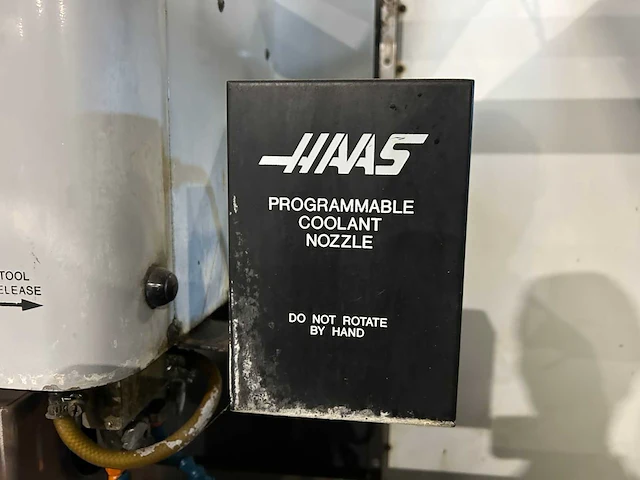 HAAS
PROGRAMMABLE
COOLANT
NOZZLE
DO NOT ROTATE
BY HAND
TOOL
ELEASE